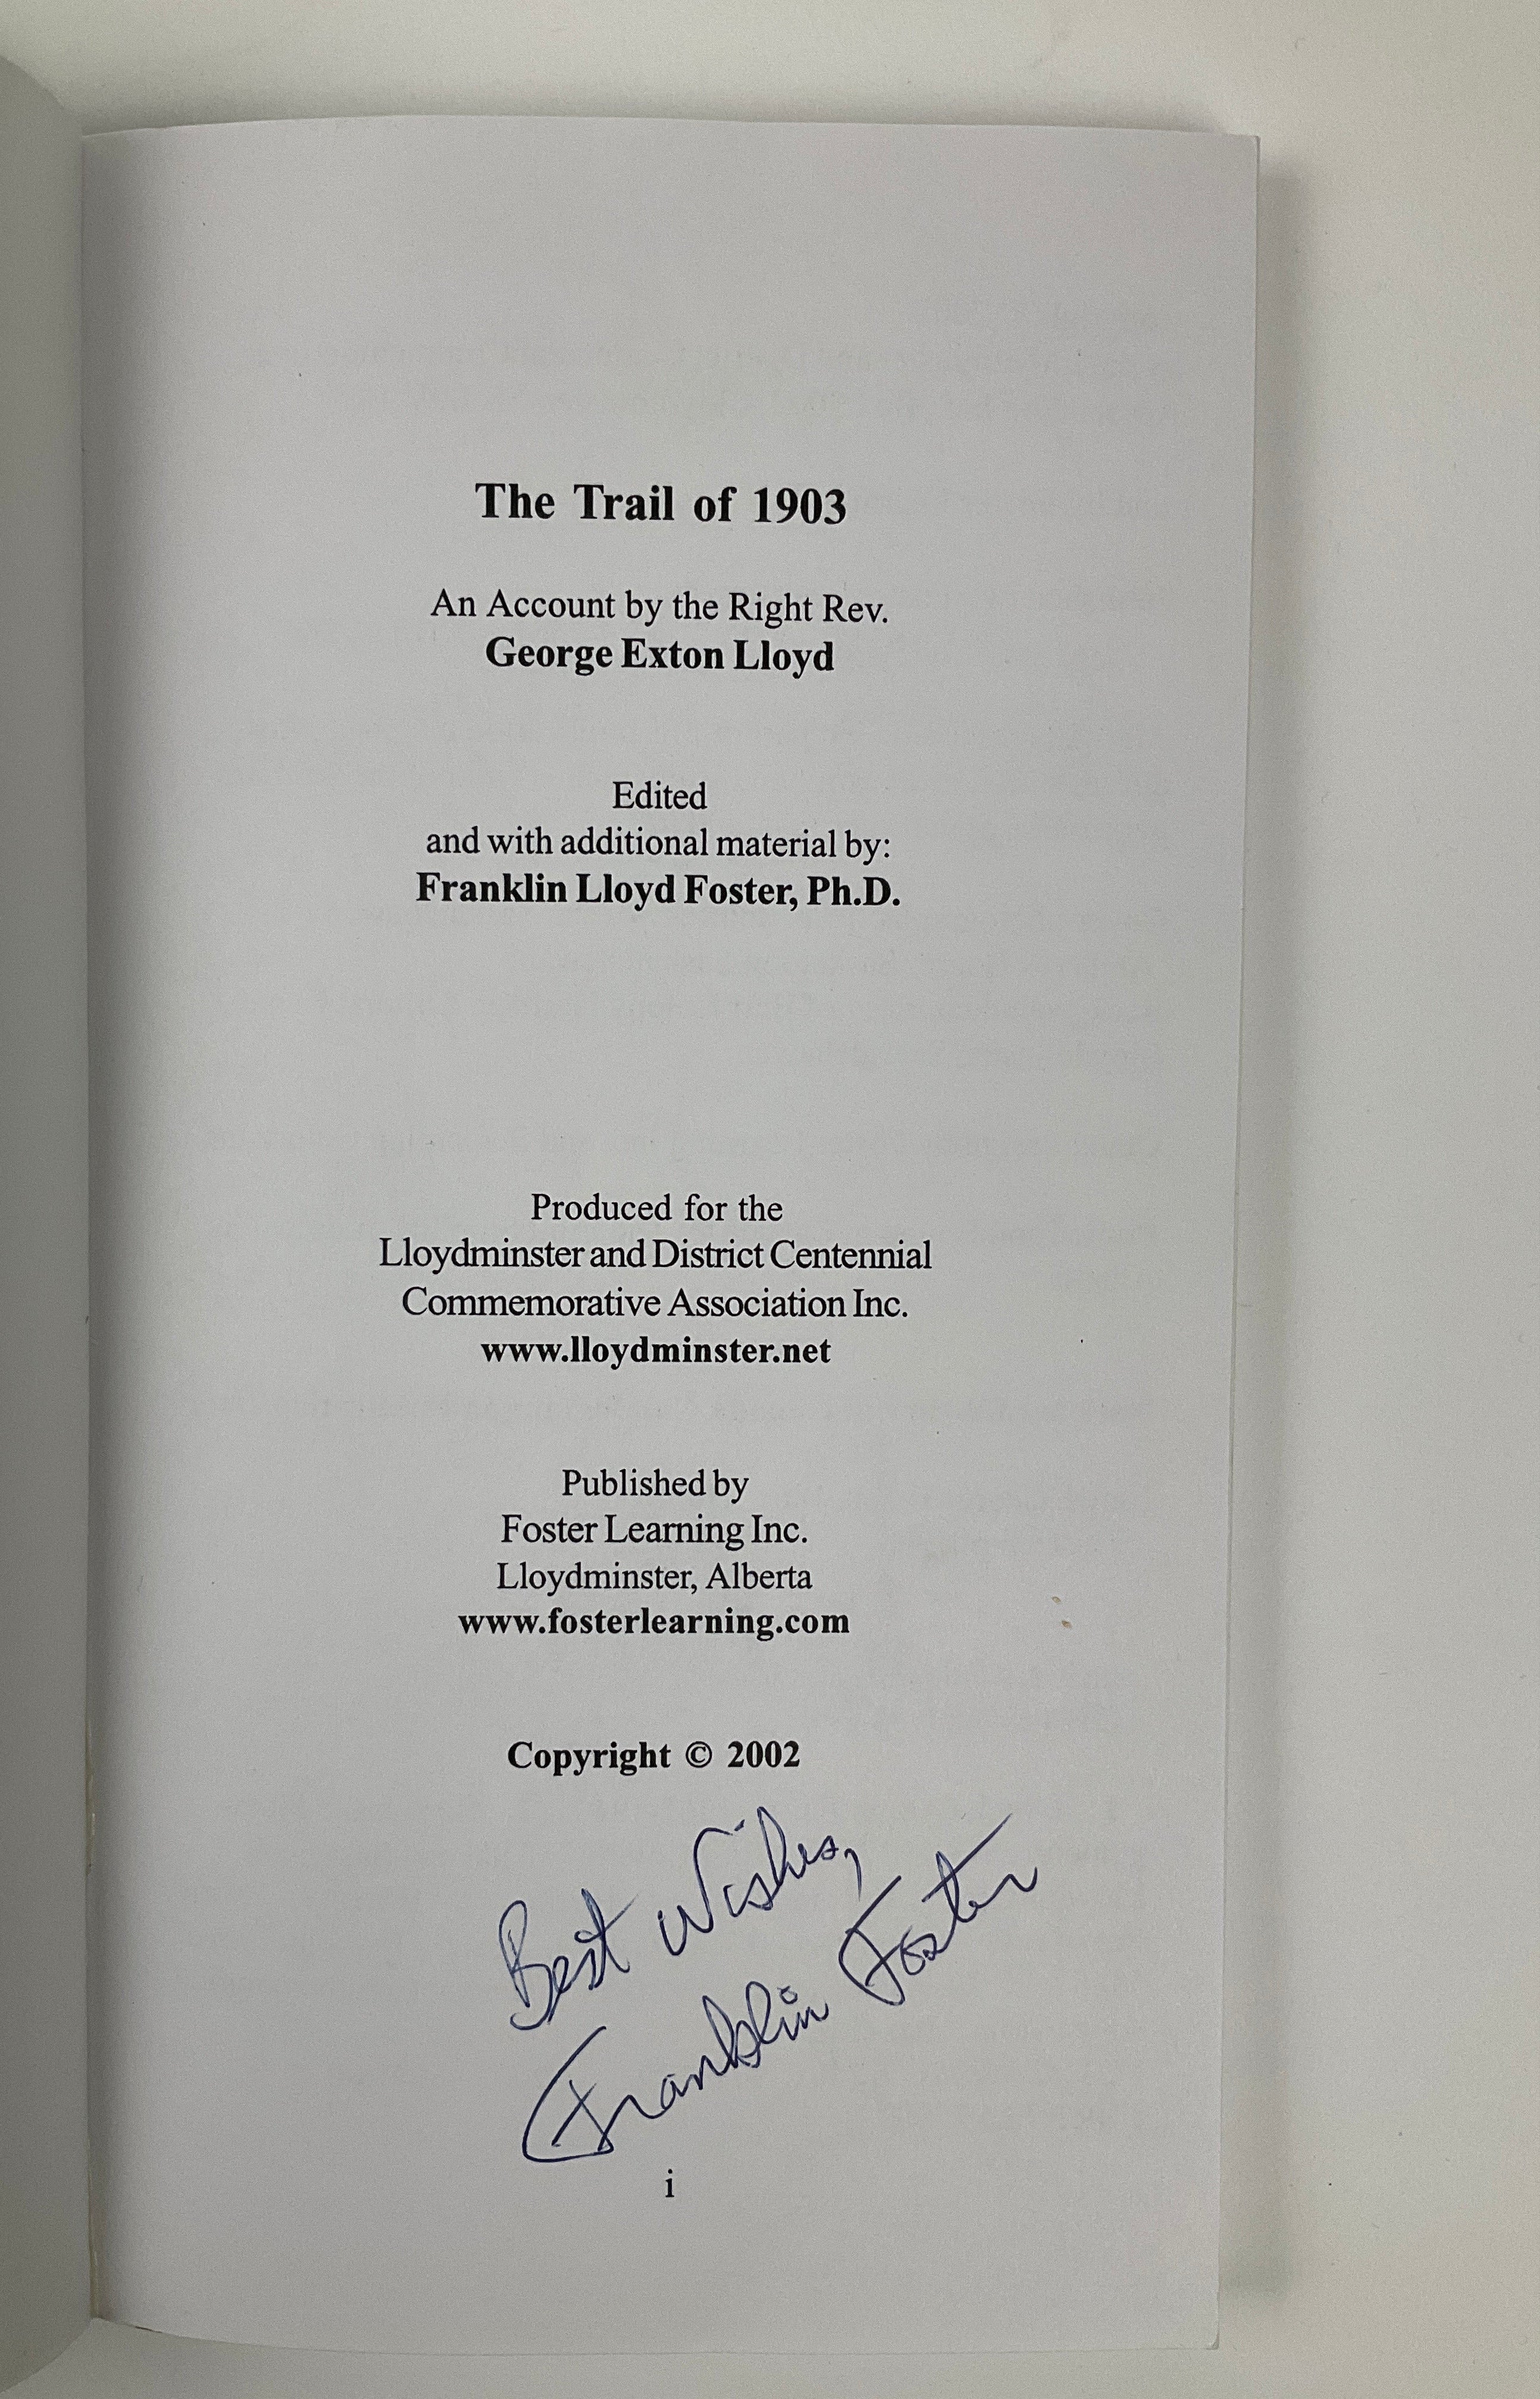 The Trail of 1903
An Account by the Right Rev.
George Exton Lloyd
Edited
and with additional material by:
Franklin Lloyd Foster, Ph.D.
Produced for the
Lloydminster and District Centennial
Commemorative Association Inc.
www.lloydminster.net
Published by
Foster Learning Inc.
Lloydminster, Alberta
www.fosterlearning.com
Copyright © 2002
Best Wishes,
Franklin Foster
i